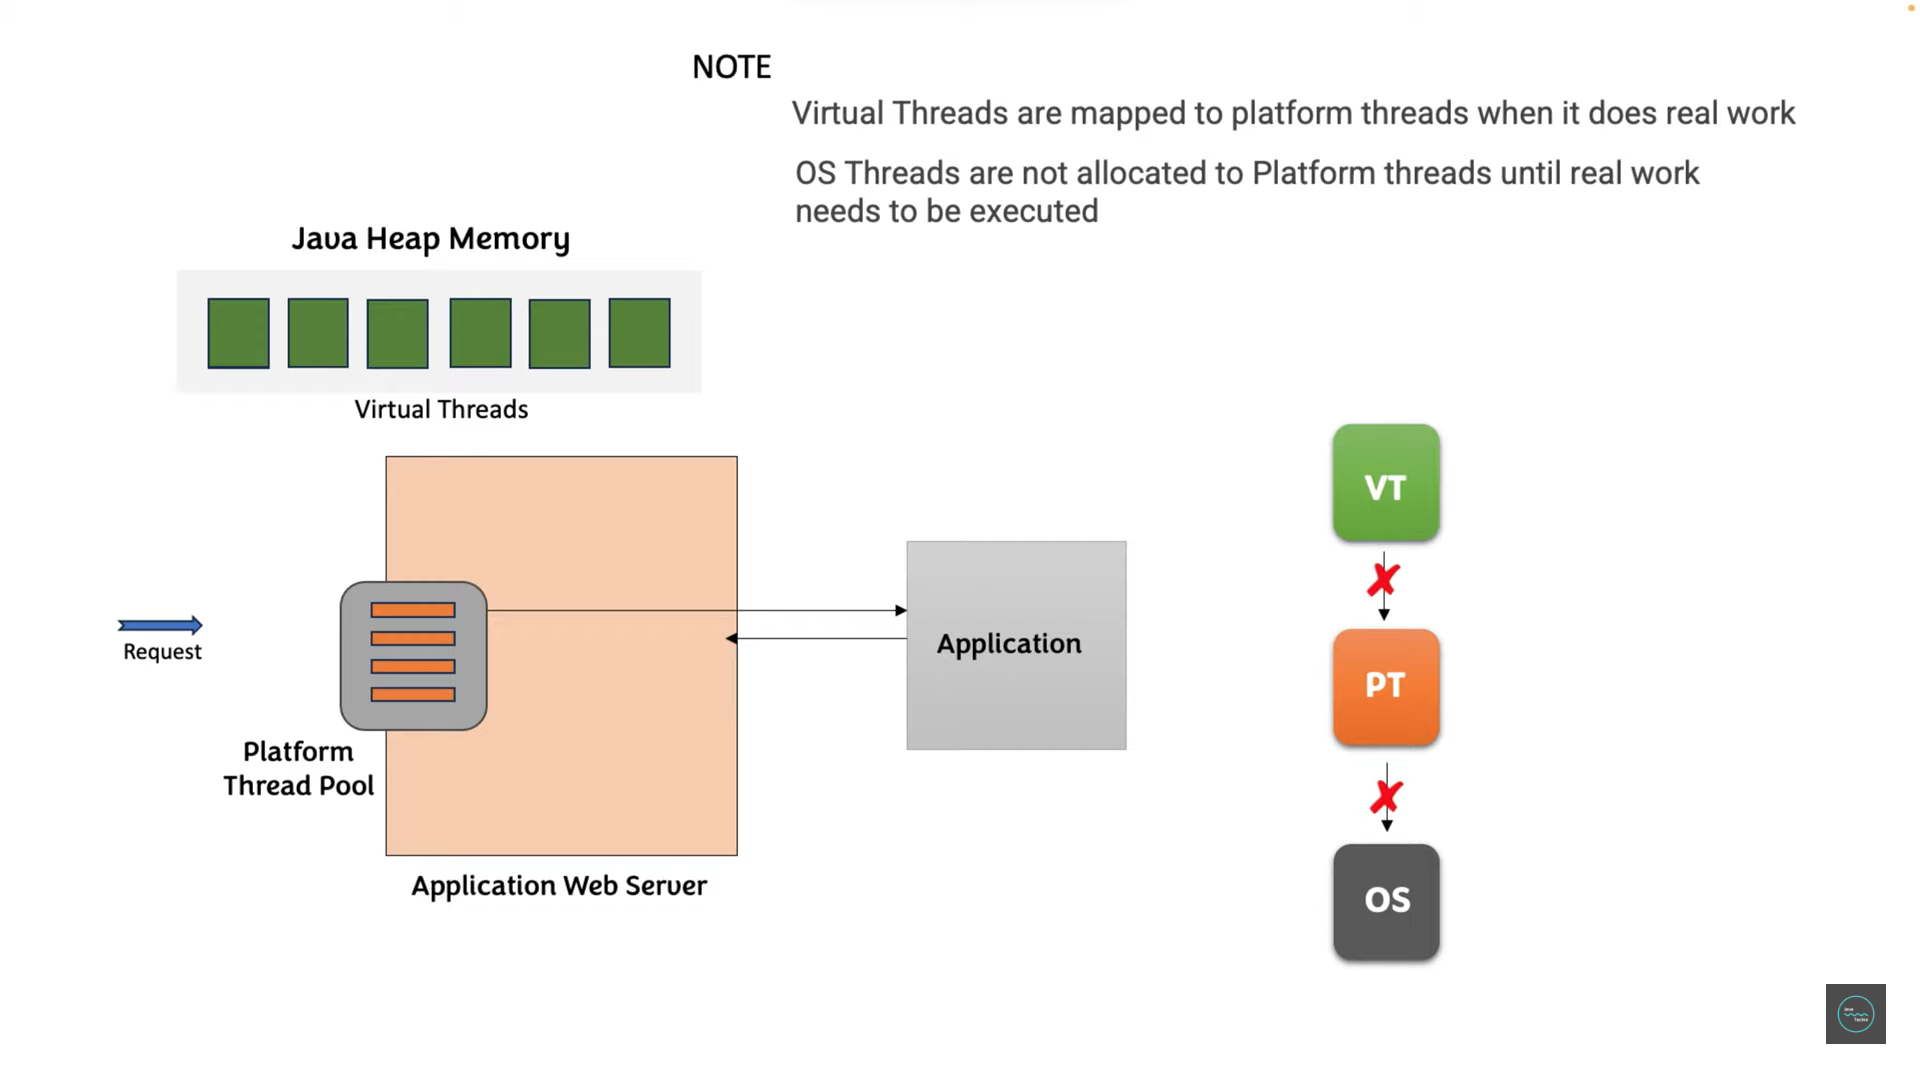 NOTE
Virtual Threads are mapped to platform threads when it does real work
OS Threads are not allocated to Platform threads until real work
needs to be executed
Java Heap Memory
Virtual Threads
Request
Platform
Thread Pool
Application Web Server
Application
VT
PT
OS
Java
Techie